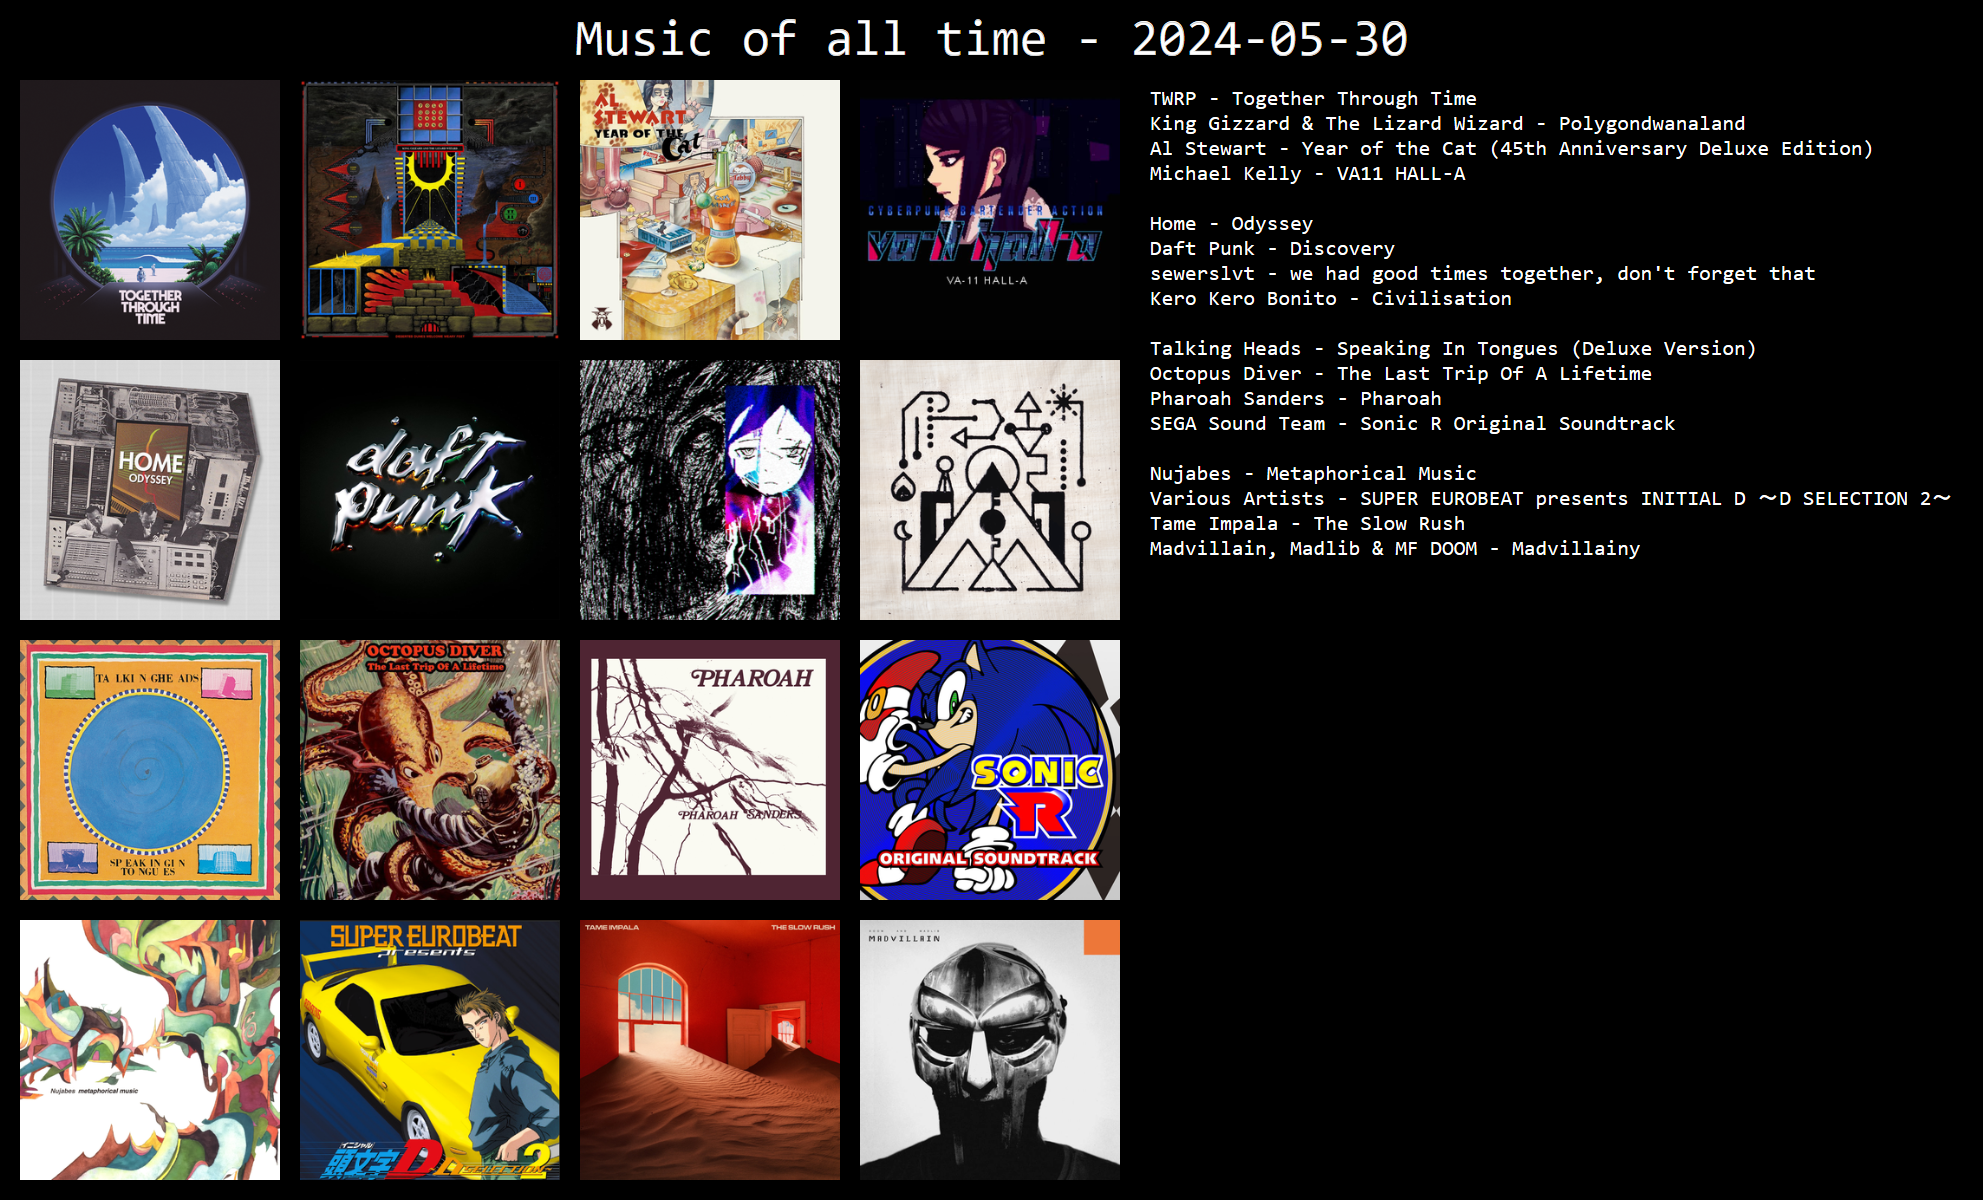 Music of all time - 2024-05-30
TOGETHER
THROUGH
TIME
AL
STEWART
YEAR OF THE
Cat
CYBERPUNK BARTENDER ACTION
VA-11 HALL-A
VA-11 HALL-A
TWRP - Together Through Time
King Gizzard & The Lizard Wizard - Polygondwanaland
Al Stewart - Year of the Cat (45th Anniversary Deluxe Edition)
Michael Kelly - VA11 HALL-A
Home - Odyssey
Daft Punk - Discovery
sewerslvt - we had good times together, don't forget that
Kero Kero Bonito - Civilisation
Talking Heads - Speaking In Tongues (Deluxe Version)
Octopus Diver - The Last Trip Of A Lifetime
Pharoah Sanders - Pharoah
SEGA Sound Team - Sonic R Original Soundtrack
Nujabes - Metaphorical Music
Various Artists - SUPER EUROBEAT presents INITIAL D ～D SELECTION 2～
Tame Impala - The Slow Rush
Madvillain, Madlib & MF DOOM - Madvillainy
HOME
ODYSSEY
daft
punk
TA LKI N GHE ADS
SP EAK IN GI N
TO NGU ES
OCTOPUS DIVER
The Last Trip Of A Lifetime
PHAROAH
PHAROAH SANDERS
SONIC
R
ORIGINAL SOUNDTRACK
Nujabes metaphorical music
SUPER EUROBEAT
presents
イニシャル
頭文字D
D SELECTION 2
TAME IMPALA
THE SLOW RUSH
MADVILLAIN